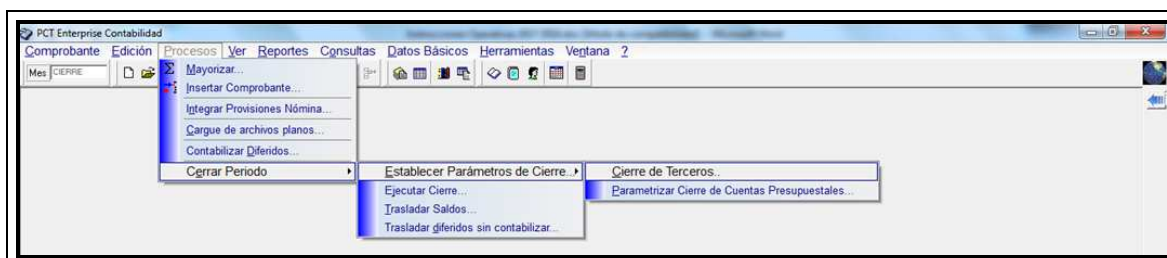 PCT Enterprise Contabilidad
Comprobante Edición Procesos Ver Reportes Consultas Datos Básicos Herramientas Ventana ?
Mes CIERRE
Mayorizar...
Insertar Comprobante...
Integrar Provisiones Nómina...
Cargue de archivos planos...
Contabilizar Diferidos...
Cerrar Periodo
Establecer Parámetros de Cierre...
Ejecutar Cierre...
Trasladar Saldos...
Trasladar diferidos sin contabilizar...
Cierre de Terceros..
Parametrizar Cierre de Cuentas Presupuestales...